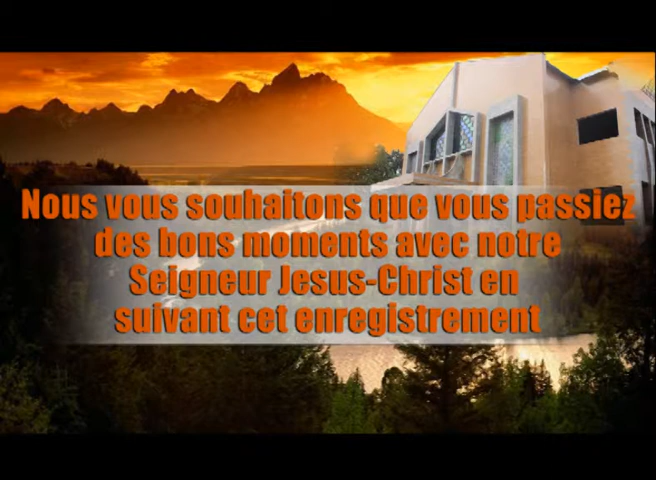 Nous vous souhaitons que vous passiez
des bons moments avec notre
Seigneur Jesus-Christ en
suivant cet enregistrement